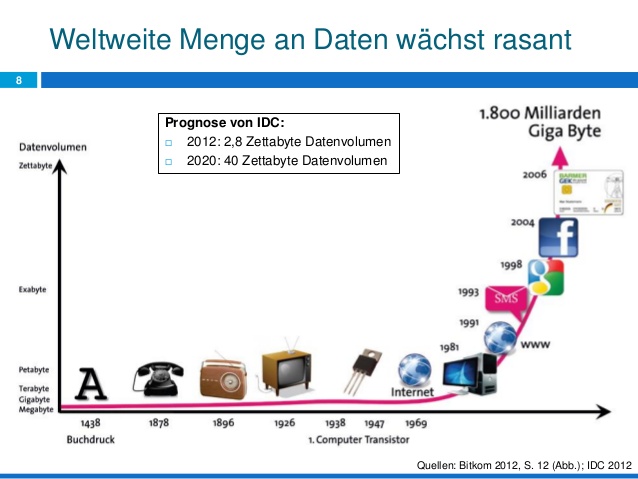 Weltweite Menge an Daten wächst rasant
8
Prognose von IDC:
2012: 2,8 Zettabyte Datenvolumen
2020: 40 Zettabyte Datenvolumen
1.800 Milliarden
Giga Byte
Datenvolumen
Zettabyte
Exabyte
Petabyte
Terabyte
Gigabyte
Megabyte
2006
BARMER
GEK
2004
f
1998
g
1993
SMS
1991
www
1981
A
Internet
1438
1878
1896
1926
1938
1947
1969
Buchdruck
1. Computer Transistor
Quellen: Bitkom 2012, S. 12 (Abb.); IDC 2012